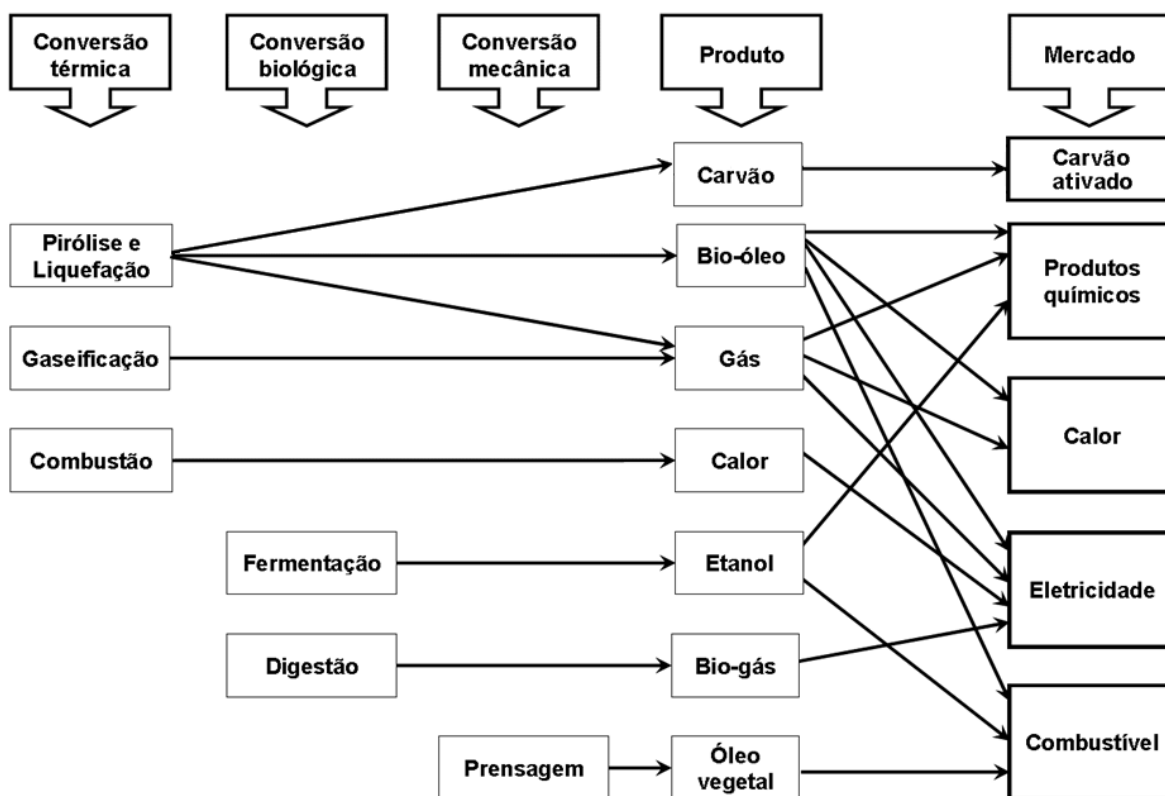 Conversão
térmica
Conversão
biológica
Conversão
mecânica
Produto
Mercado
Carvão
Carvão
ativado
Pirólise e
Liquefação
Bio-óleo
Produtos
químicos
Gaseificação
Gás
Combustão
Calor
Calor
Fermentação
Etanol
Eletricidade
Digestão
Bio-gás
Prensagem
Óleo
vegetal
Combustível